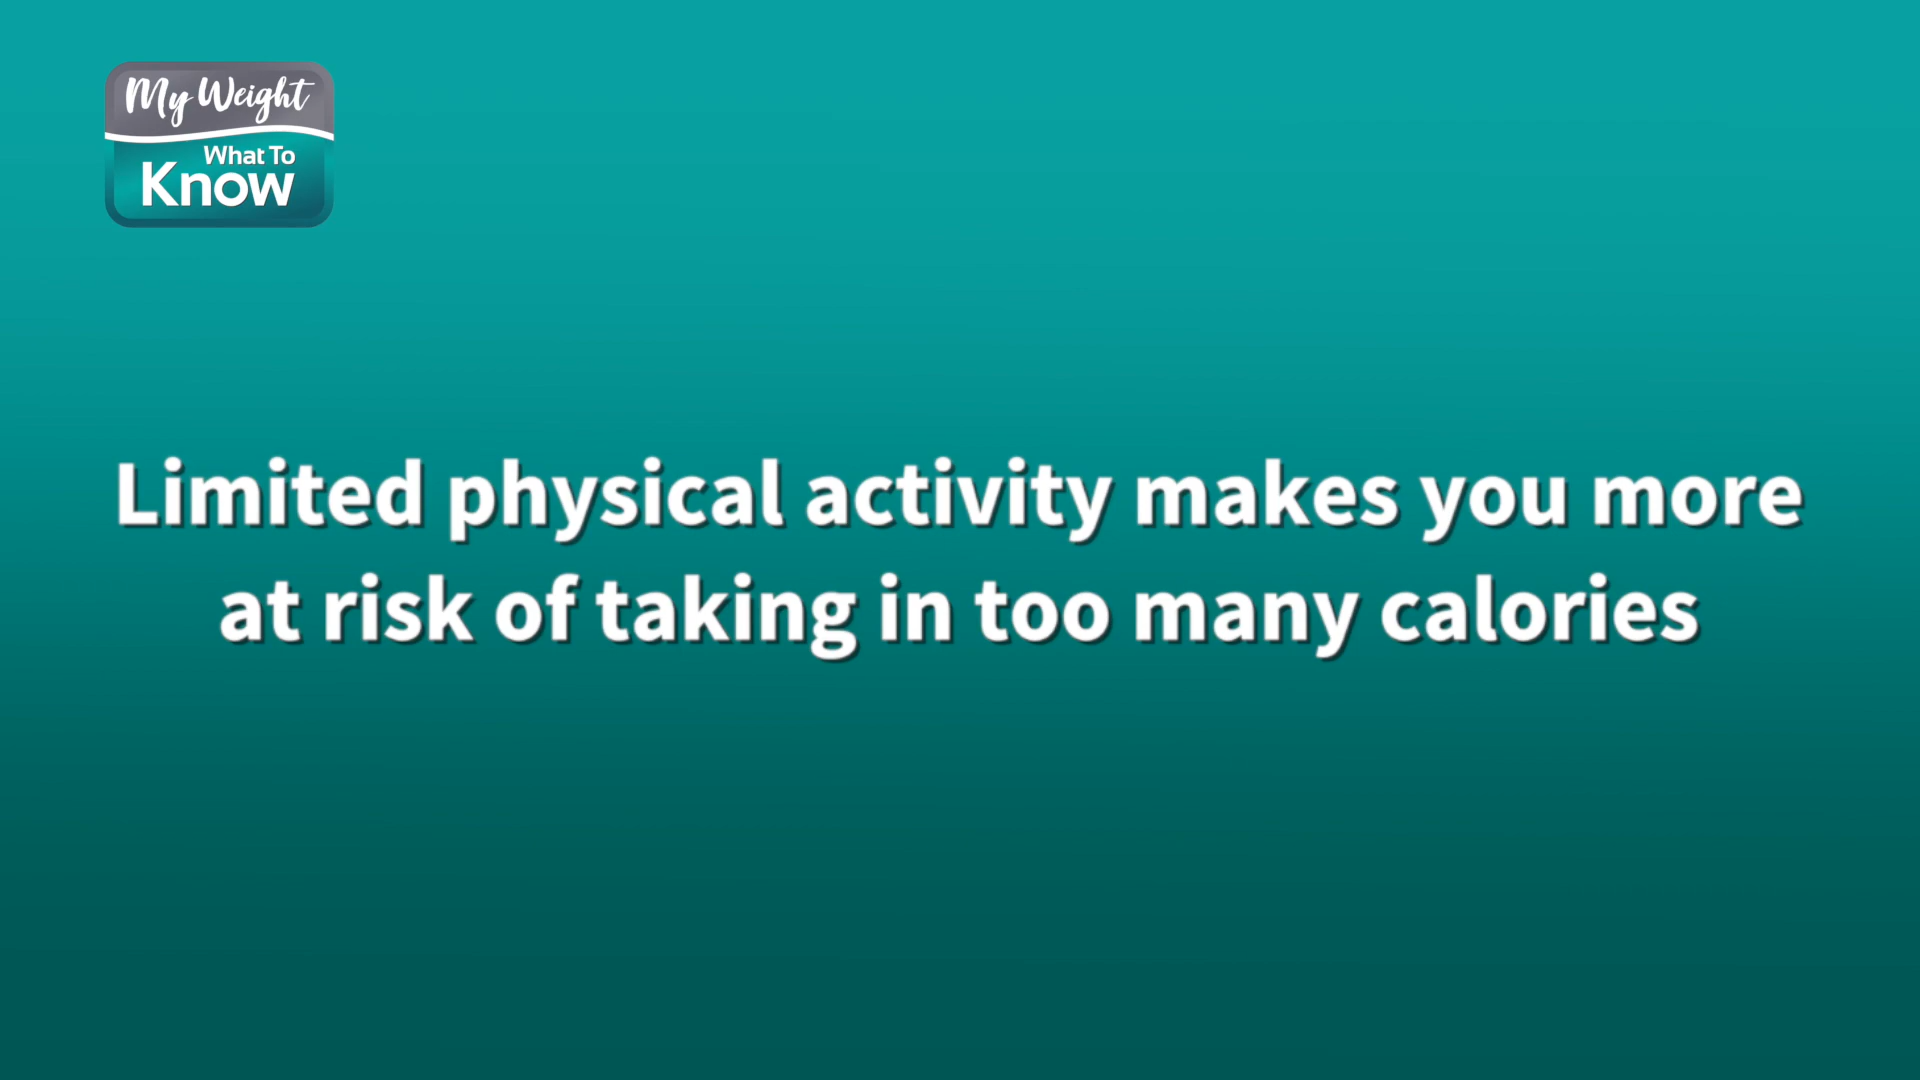 My Weight
What To
Know
Limited physical activity makes you more
at risk of taking in too many calories